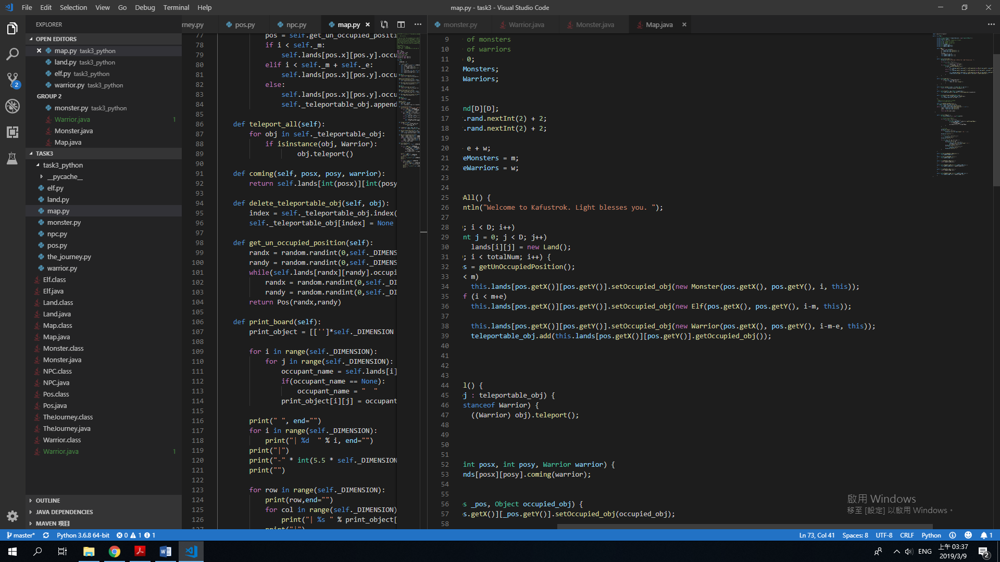 File Edit Selection View Go Debug Terminal Help
map.py - task3 - Visual Studio Code
EXPLORER
OPEN EDITORS
map.py task3_python
land.py task3_python
elf.py task3_python
warrior.py task3_python
GROUP 2
monster.py task3_python
Warrior.java 1
Monster.java
Map.java
TASK3
task3_python
__pycache__
elf.py
land.py
map.py
monster.py
npc.py
pos.py
the_journey.py
warrior.py
Elf.class
Elf.java
Land.class
Land.java
Map.class
Map.java
Monster.class
Monster.java
NPC.class
NPC.java
Pos.class
Pos.java
TheJourney.class
TheJourney.java
Warrior.class
Warrior.java 1
OUTLINE
JAVA DEPENDENCIES
MAVEN 项目
2
rney.py pos.py npc.py map.py
77 pos = self.get_un_occupied_positi
78 if i < self._m:
79 self.lands[pos.x][pos.y].occu
80 elif i < self._m + self._e:
81 self.lands[pos.x][pos.y].occu
82 else:
83 self.lands[pos.x][pos.y].occu
84 self._teleportable_obj.append
85
86 def teleport_all(self):
87 for obj in self._teleportable_obj:
88 if isinstance(obj, Warrior):
89 obj.teleport()
90
91 def coming(self, posx, posy, warrior):
92 return self.lands[int(posx)][int(posy
93
94 def delete_teleportable_obj(self, obj):
95 index = self._teleportable_obj.index(
96 self._teleportable_obj[index] = None
97
98 def get_un_occupied_position(self):
99 randx = random.randint(0,self._DIMENS
100 randy = random.randint(0,self._DIMENS
101 while(self.lands[randx][randy].occupi
102 randx = random.randint(0,self._DI
103 randy = random.randint(0,self._DI
104 return Pos(randx,randy)
105
106 def print_board(self):
107 print_object = [['']*self._DIMENSION
108
109 for i in range(self._DIMENSION):
110 for j in range(self._DIMENSION):
111 occupant_name = self.lands[i]
112 if(occupant_name == None):
113 occupant_name = "  "
114 print_object[i][j] = occupant
115
116 print(" ", end="")
117 for i in range(self._DIMENSION):
118 print("| %d  " % i, end="")
119 print("|")
120 print("-" * int(5.5 * self._DIMENSION
121 print("")
122
123 for row in range(self._DIMENSION):
124 print(row,end="")
125 for col in range(self._DIMENSION)
126 print("| %s " % print_object[
127 print("|")
monster.py Warrior.java Monster.java Map.java
9 of monsters
10 of warriors
11 0;
12 Monsters;
13 Warriors;
14
15
16 nd[D][D];
17 .rand.nextInt(2) + 2;
18 .rand.nextInt(2) + 2;
19
20 e + w;
21 eMonsters = m;
22 eWarriors = w;
23
24
25 All() {
26 ntln("Welcome to Kafustrok. Light blesses you. ");
27
28 ; i < D; i++)
29 nt j = 0; j < D; j++)
30 lands[i][j] = new Land();
31 ; i < totalNum; i++) {
32 s = getUnOccupiedPosition();
33 < m)
34 this.lands[pos.getX()][pos.getY()].setOccupied_obj(new Monster(pos.getX(), pos.getY(), i, this));
35 f (i < m+e)
36 this.lands[pos.getX()][pos.getY()].setOccupied_obj(new Elf(pos.getX(), pos.getY(), i-m, this));
37
38 this.lands[pos.getX()][pos.getY()].setOccupied_obj(new Warrior(pos.getX(), pos.getY(), i-m-e, this));
39 teleportable_obj.add(this.lands[pos.getX()][pos.getY()].getOccupied_obj());
40
41
42
43
44 l() {
45 j : teleportable_obj) {
46 stanceof Warrior) {
47 ((Warrior) obj).teleport();
48
49
50
51
52 int posx, int posy, Warrior warrior) {
53 nds[posx][posy].coming(warrior);
54
55
56 s _pos, Object occupied_obj) {
57 s.getX()][_pos.getY()].setOccupied_obj(occupied_obj);
58
啟用 Windows
移至 [設定] 以啟用 Windows。
master* Python 3.6.8 64-bit 0 1 1
Ln 73, Col 41 Spaces: 8 UTF-8 CRLF Python 1
ENG
上午 03:37
2019/3/9
2